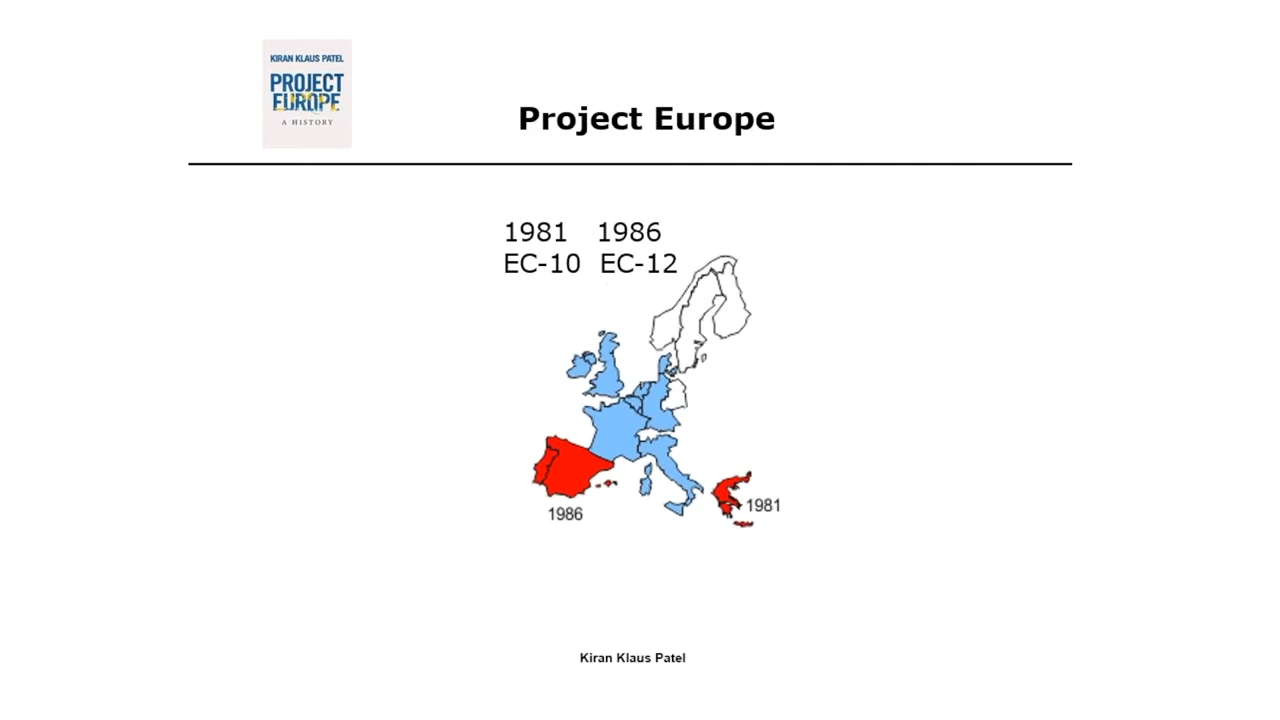 KIRAN KLAUS PATEL
PROJECT
EUROPE
A HISTORY
Project Europe
1981 1986
EC-10 EC-12
1986
1981
Kiran Klaus Patel